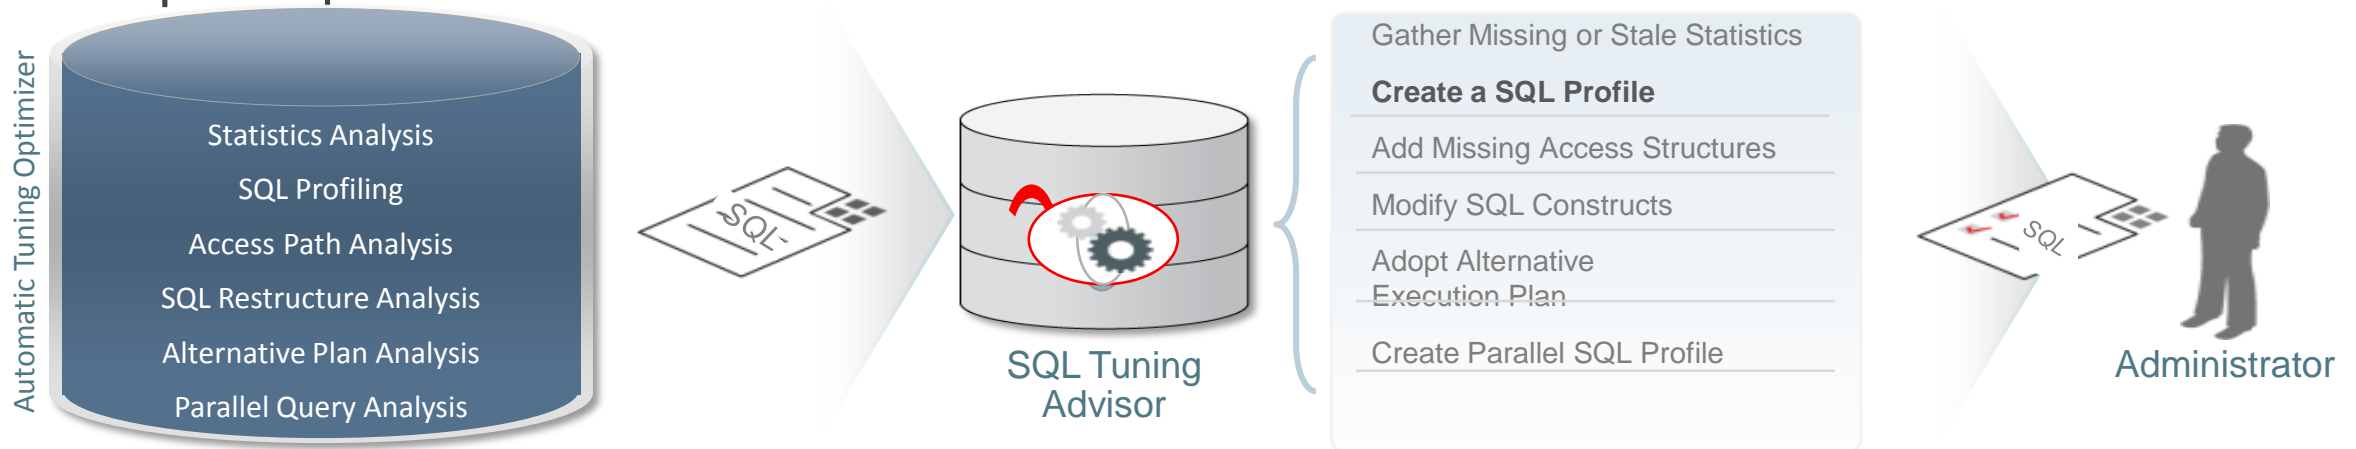 Automatic Tuning Optimizer
Statistics Analysis
SQL Profiling
Access Path Analysis
SQL Restructure Analysis
Alternative Plan Analysis
Parallel Query Analysis
SQL
SQL Tuning
Advisor
Gather Missing or Stale Statistics
Create a SQL Profile
Add Missing Access Structures
Modify SQL Constructs
Adopt Alternative
Execution Plan
Create Parallel SQL Profile
SQL
Administrator